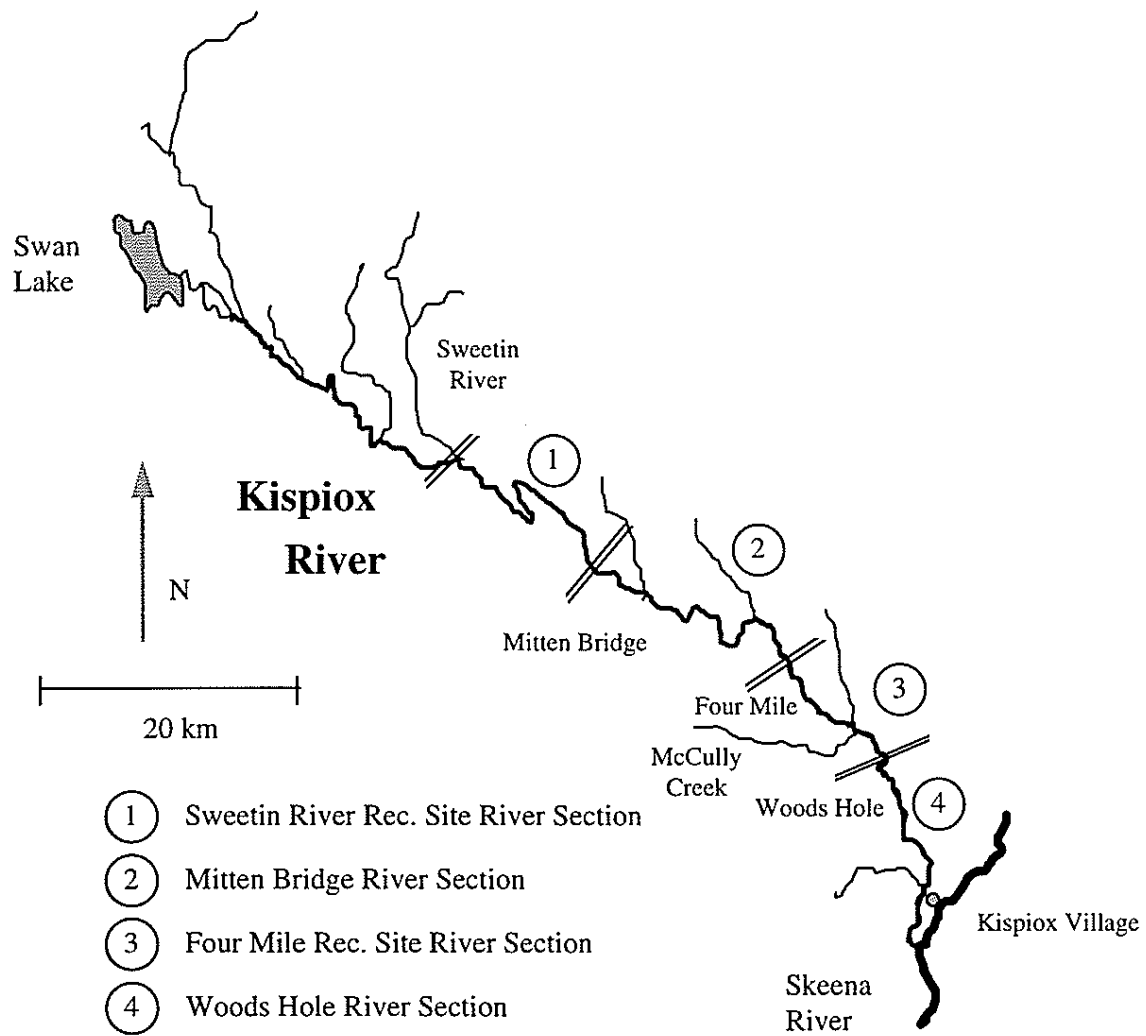 Swan
Lake
Sweetin
River
1
Kispiox
River
2
N
Mitten Bridge
3
Four Mile
20 km
McCully
Creek
Woods Hole
4
1 Sweetin River Rec. Site River Section
2 Mitten Bridge River Section
Kispiox Village
3 Four Mile Rec. Site River Section
Skeena
River
4 Woods Hole River Section